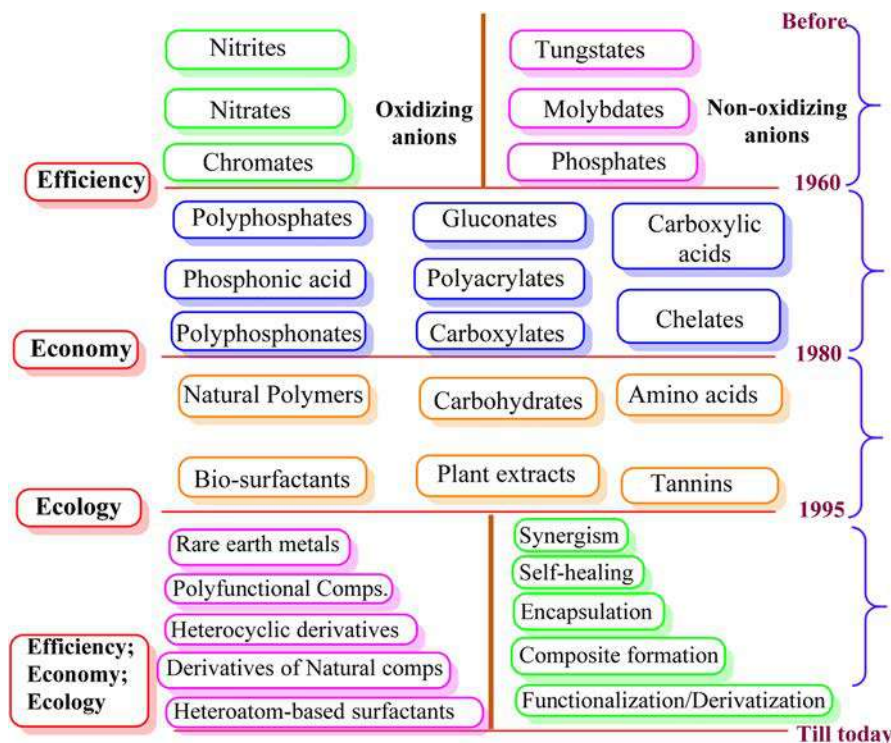 Before
Nitrites
Tungstates
Nitrates
Oxidizing
anions
Molybdates
Non-oxidizing
anions
Chromates
Phosphates
Efficiency
1960
Polyphosphates
Gluconates
Carboxylic
acids
Phosphonic acid
Polyacrylates
Chelates
Polyphosphonates
Carboxylates
Economy
1980
Natural Polymers
Carbohydrates
Amino acids
Bio-surfactants
Plant extracts
Tannins
Ecology
1995
Rare earth metals
Synergism
Polyfunctional Comps.
Self-healing
Heterocyclic derivatives
Encapsulation
Efficiency;
Economy;
Ecology
Derivatives of Natural comps
Composite formation
Heteroatom-based surfactants
Functionalization/Derivatization
Till today